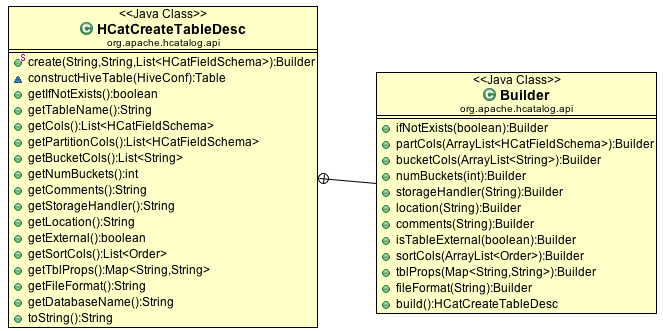 <<Java Class>>
HCatCreateTableDesc
org.apache.hcatalog.api
create(String,String,List<HCatFieldSchema>):Builder
constructHiveTable(HiveConf):Table
getIfNotExists():boolean
getTableName():String
getCols():List<HCatFieldSchema>
getPartitionCols():List<HCatFieldSchema>
getBucketCols():List<String>
getNumBuckets():int
getComments():String
getStorageHandler():String
getLocation():String
getExternal():boolean
getSortCols():List<Order>
getTblProps():Map<String,String>
getFileFormat():String
getDatabaseName():String
toString():String
<<Java Class>>
Builder
org.apache.hcatalog.api
ifNotExists(boolean):Builder
partCols(ArrayList<HCatFieldSchema>):Builder
bucketCols(ArrayList<String>):Builder
numBuckets(int):Builder
storageHandler(String):Builder
location(String):Builder
comments(String):Builder
isTableExternal(boolean):Builder
sortCols(ArrayList<Order>):Builder
tblProps(Map<String,String>):Builder
fileFormat(String):Builder
build():HCatCreateTableDesc